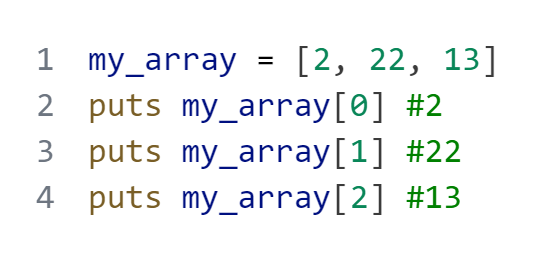 1 my_array = [2, 22, 13]
2 puts my_array[0] #2
3 puts my_array[1] #22
4 puts my_array[2] #13